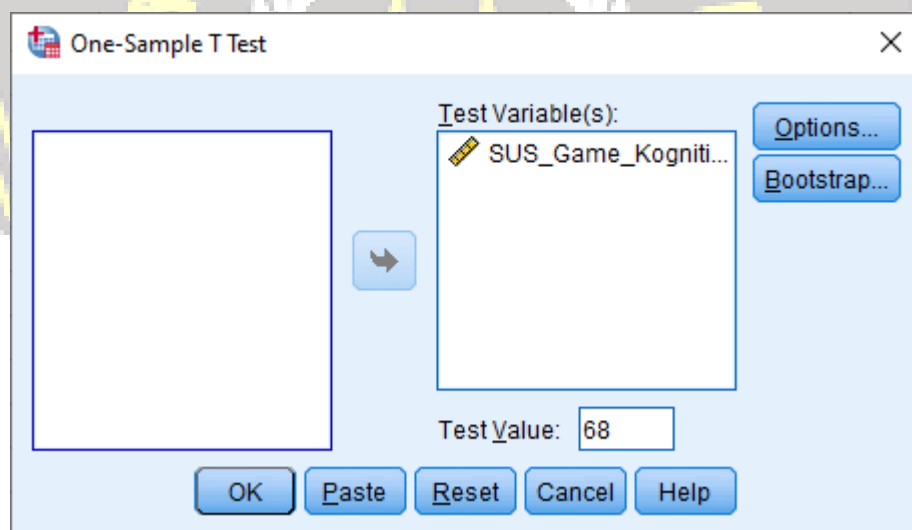 One-Sample T Test
Test Variable(s):
SUS_Game_Kogniti...
Options...
Bootstrap...
Test Value: 68
OK Paste Reset Cancel Help